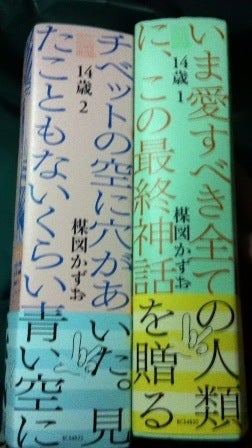 いま愛すべき全ての人類
に、この最終神話を贈る
14歳 1
楳図かずお
チベットの空に穴があいた。見
たこともないくらい青い空に
14歳 2
楳図かずお